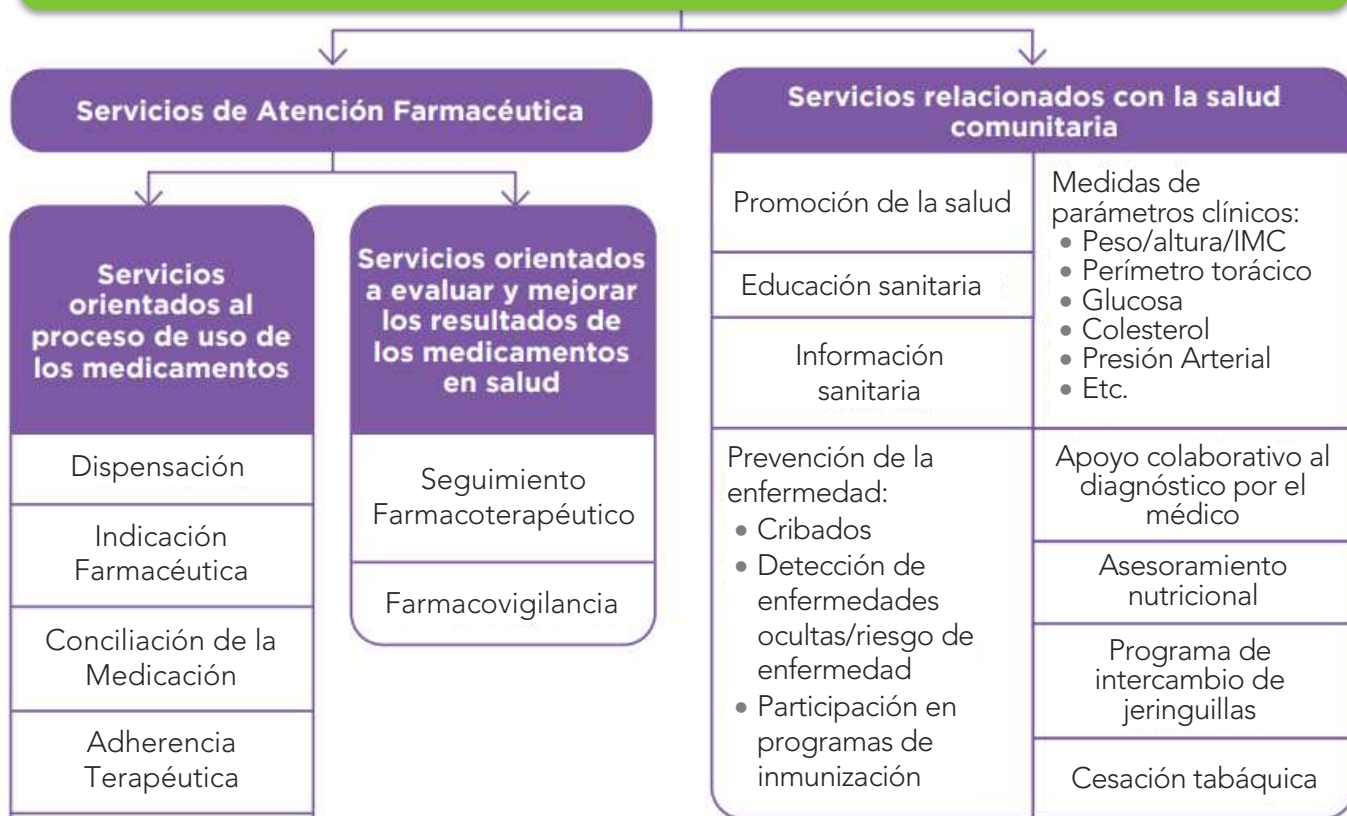 Servicios de Atención Farmacéutica
Servicios
orientados al
proceso de uso de
los medicamentos
Dispensación
Indicación
Farmacéutica
Conciliación de la
Medicación
Adherencia
Terapéutica
Servicios orientados
a evaluar y mejorar
los resultados de
los medicamentos
en salud
Seguimiento
Farmacoterapéutico
Farmacovigilancia
Servicios relacionados con la salud
comunitaria
Promoción de la salud
Educación sanitaria
Información
sanitaria
Prevención de la
enfermedad:
• Cribados
• Detección de
enfermedades
ocultas/riesgo de
enfermedad
• Participación en
programas de
inmunización
Medidas de
parámetros clínicos:
• Peso/altura/IMC
• Perímetro torácico
• Glucosa
• Colesterol
• Presión Arterial
• Etc.
Apoyo colaborativo al
diagnóstico por el
médico
Asesoramiento
nutricional
Programa de
intercambio de
jeringuillas
Cesación tabáquica